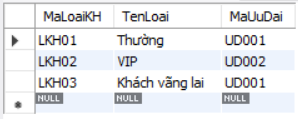 MaLoaiKH TenLoai MaUuDai
LKH01 Thường UD001
LKH02 VIP UD002
LKH03 Khách vãng lai UD001
NULL NULL NULL